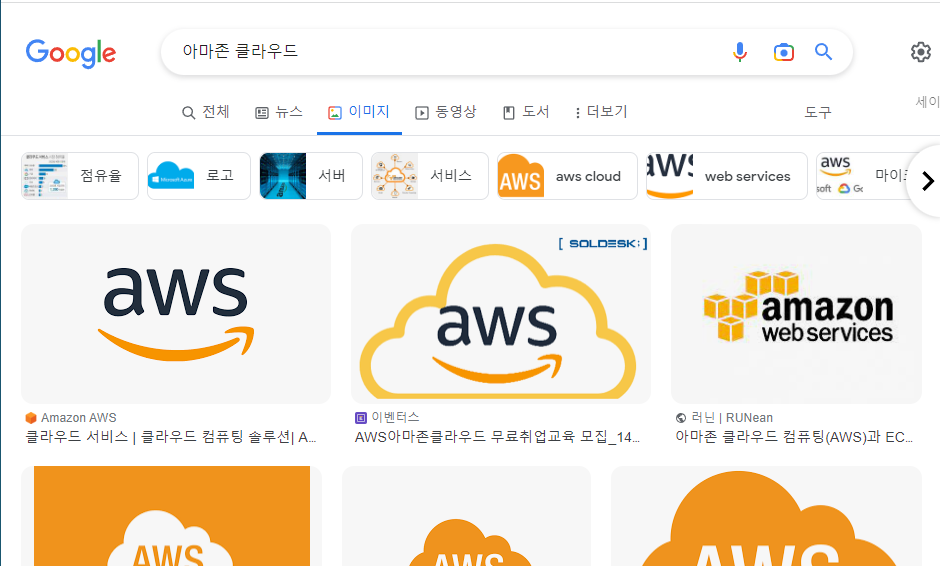 Google
아마존 클라우드
전체
뉴스
이미지
동영상
도서
더보기
도구
세이
점유율
Microsoft Azure
로고
서버
서비스
AWS
aws cloud
aws
web services
aws
soft
마이크
aws
[ SOLDESK:]
aws
amazon
web services
Amazon AWS
클라우드 서비스 | 클라우드 컴퓨팅 솔루션| A...
이벤터스
AWS아마존클라우드 무료취업교육 모집_14...
러닌 | RUNean
아마존 클라우드 컴퓨팅(AWS)과 EC...
AWS
AWS
AWS